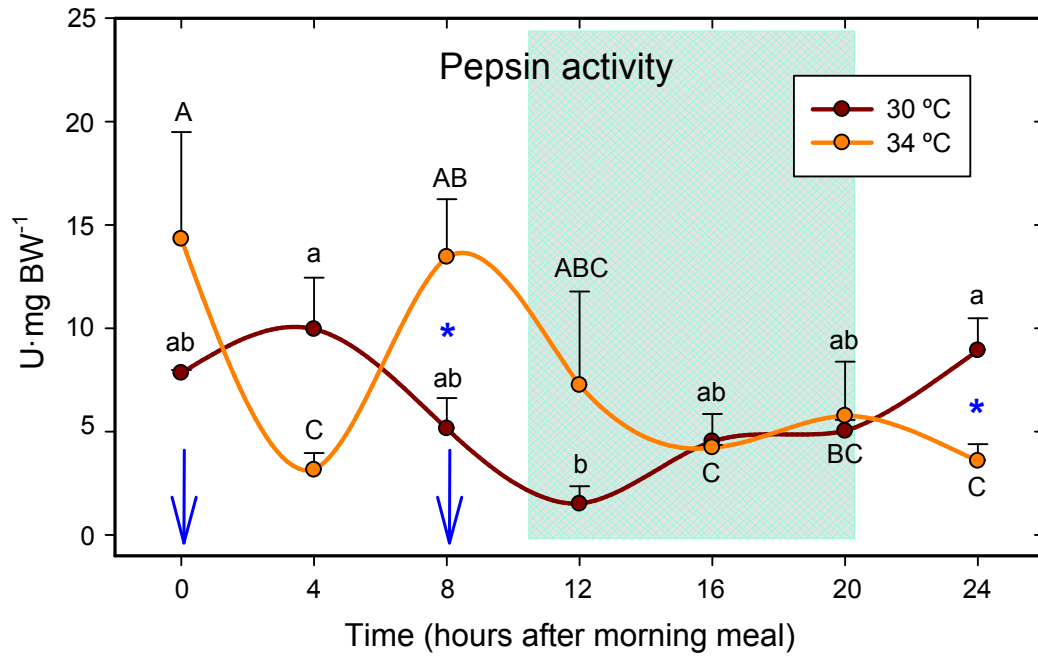 Pepsin activity
30 ºC
34 ºC
U·mg BW⁻¹
25
20
15
10
5
0
A
ab
a
C
AB
*
ab
ABC
b
ab
C
ab
BC
a
*
C
0 4 8 12 16 20 24
Time (hours after morning meal)